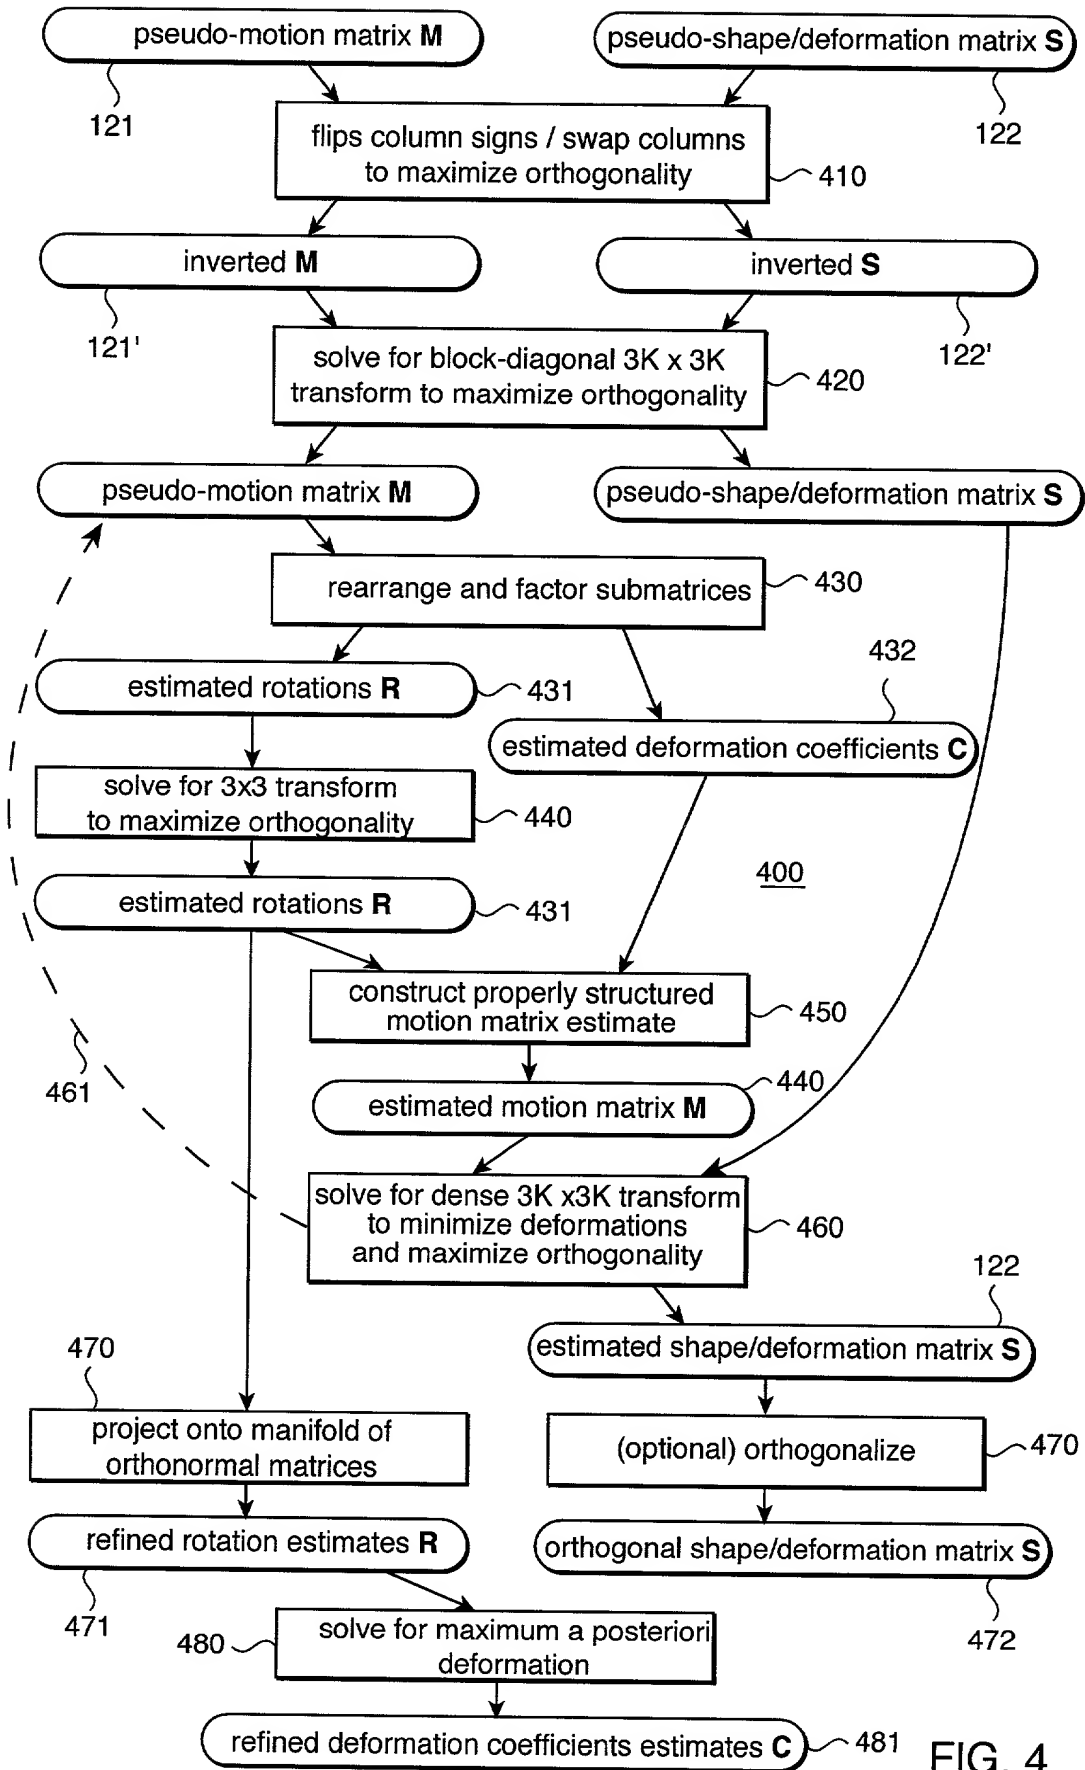 pseudo-motion matrix M
pseudo-shape/deformation matrix S
121
122
flips column signs / swap columns
to maximize orthogonality
410
inverted M
inverted S
121'
122'
solve for block-diagonal 3K x 3K
transform to maximize orthogonality
420
pseudo-motion matrix M
pseudo-shape/deformation matrix S
rearrange and factor submatrices
430
432
estimated rotations R
431
estimated deformation coefficients C
solve for 3x3 transform
to maximize orthogonality
440
400
estimated rotations R
431
construct properly structured
motion matrix estimate
450
461
440
estimated motion matrix M
solve for dense 3K x3K transform
to minimize deformations
and maximize orthogonality
460
122
estimated shape/deformation matrix S
470
project onto manifold of
orthonormal matrices
(optional) orthogonalize
470
refined rotation estimates R
orthogonal shape/deformation matrix S
471
472
480
solve for maximum a posteriori
deformation
refined deformation coefficients estimates C
481
FIG. 4